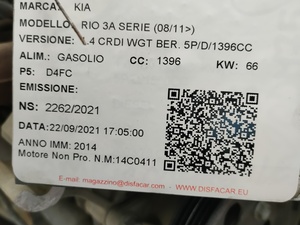 MARCA: KIA
MODELLO: RIO 3A SERIE (08/11>)
VERSIONE: 1.4 CRDI WGT BER. 5P/D/1396CC
ALIM.: GASOLIO CC: 1396 KW: 66
P5: D4FC
EMISSIONE:
NS: 2262/2021
DATA:22/09/2021 17:05:00
ANNO IMM: 2014
Motore Non Pro. N.M:14C0411
E-mail: magazzino@disfacar.com WWW.DISFACAR.EU